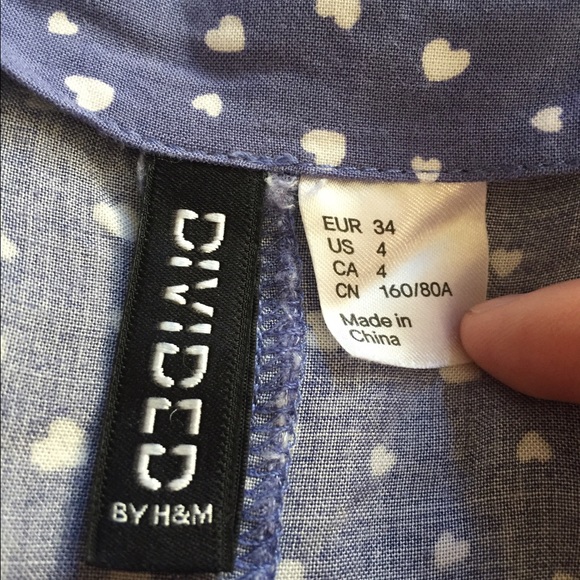 DIVIDED
BY H&M
EUR 34
US 4
CA 4
CN 160/80A
Made in
China